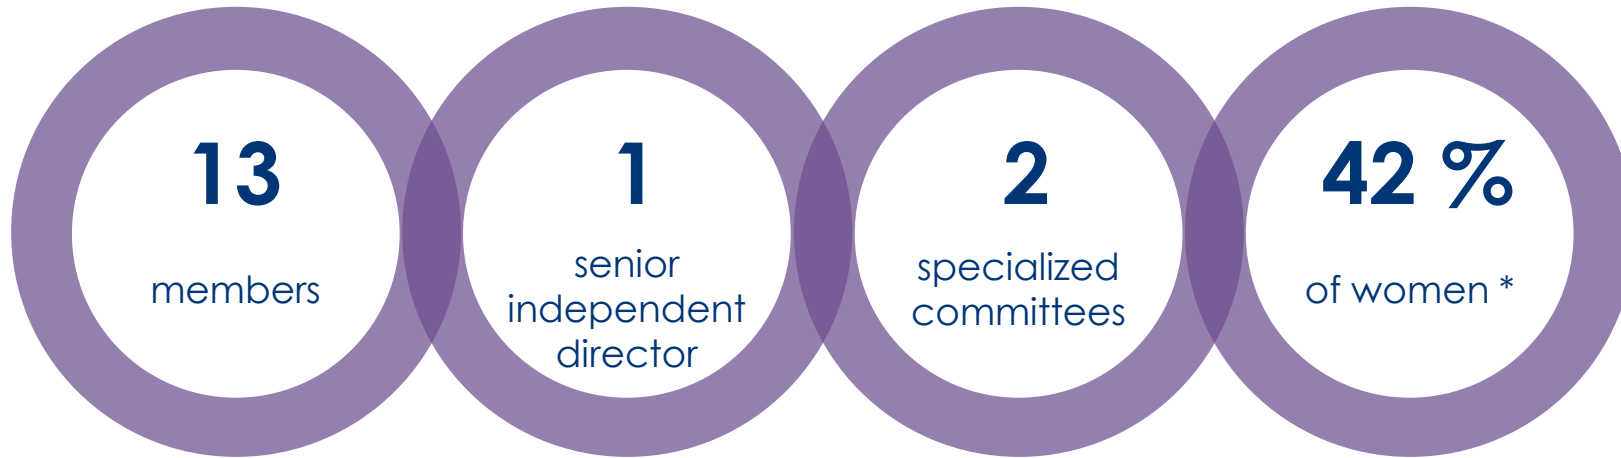 13
members
1
senior
independent
director
2
specialized
committees
42 %
of women *